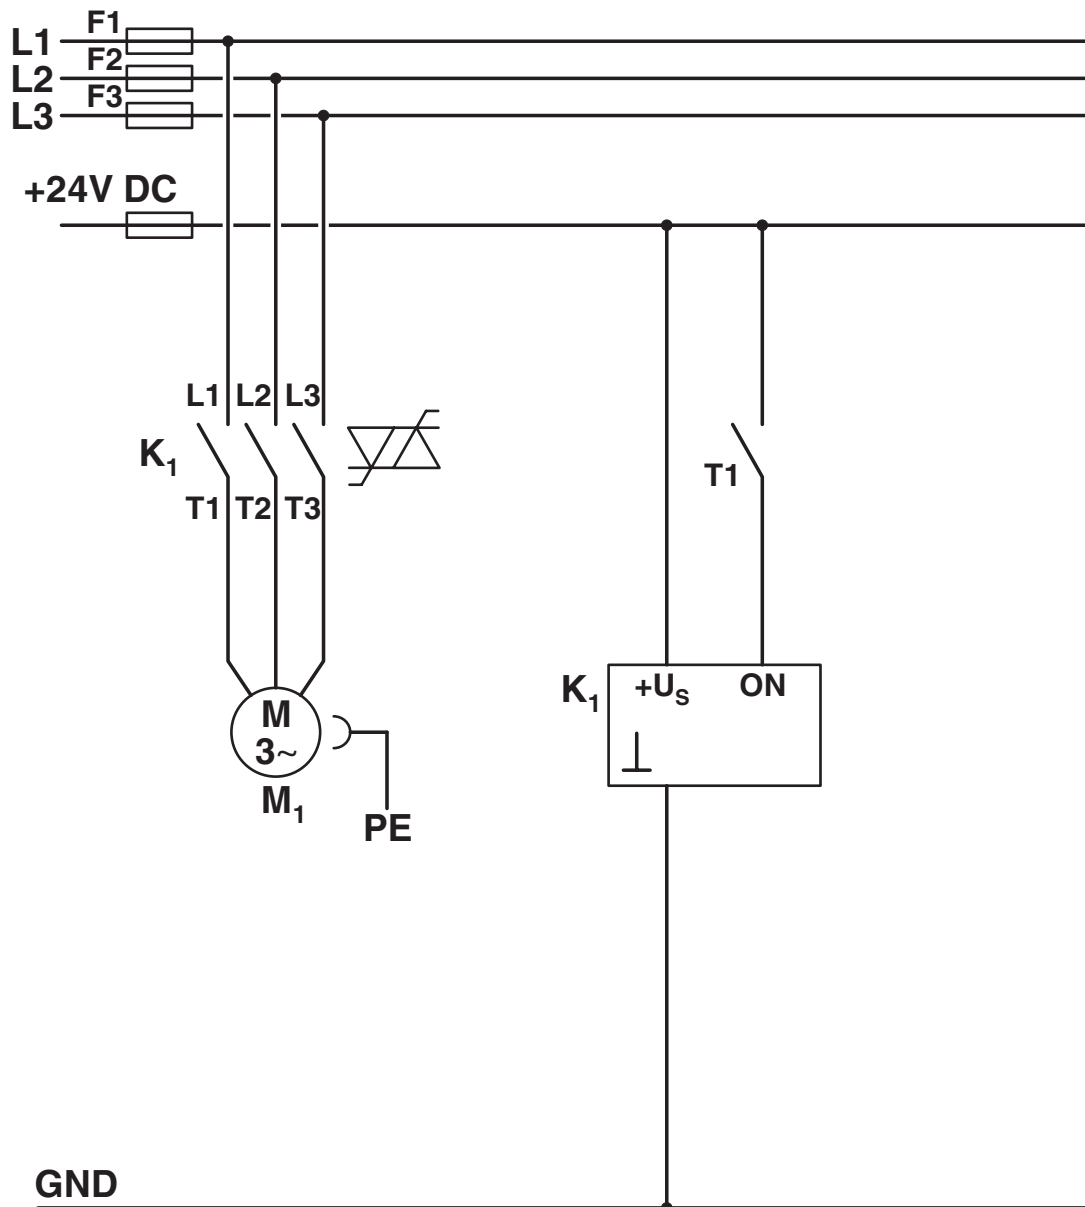 F1
L1
F2
L2
F3
L3
+24V DC
L1 L2 L3
K₁
T1 T2 T3
T1
K₁ +Uₛ ON
M
3~
M₁
PE
GND